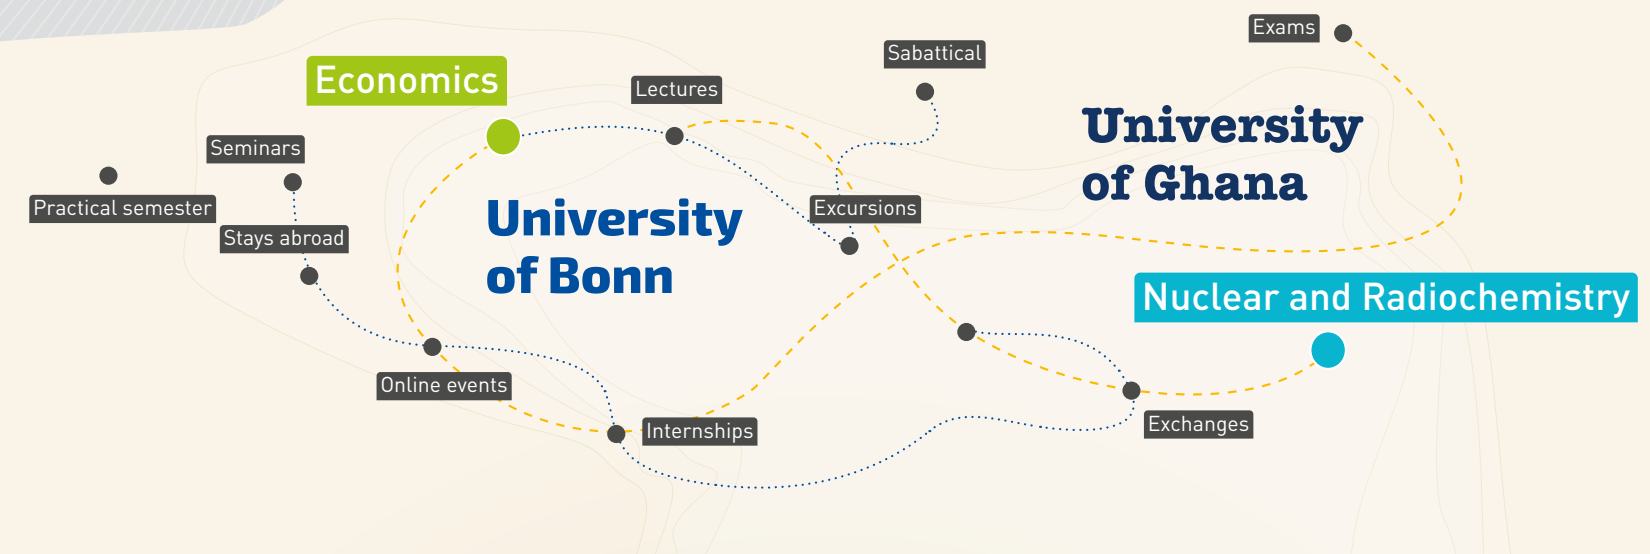 Exams
Sabattical
Economics
Lectures
University
of Ghana
Seminars
Practical semester
Stays abroad
University
of Bonn
Excursions
Nuclear and Radiochemistry
Online events
Internships
Exchanges